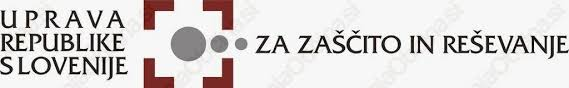 UPRAVA
REPUBLIKE
SLOVENIJE
ZA ZAŠČITO IN REŠEVANJE